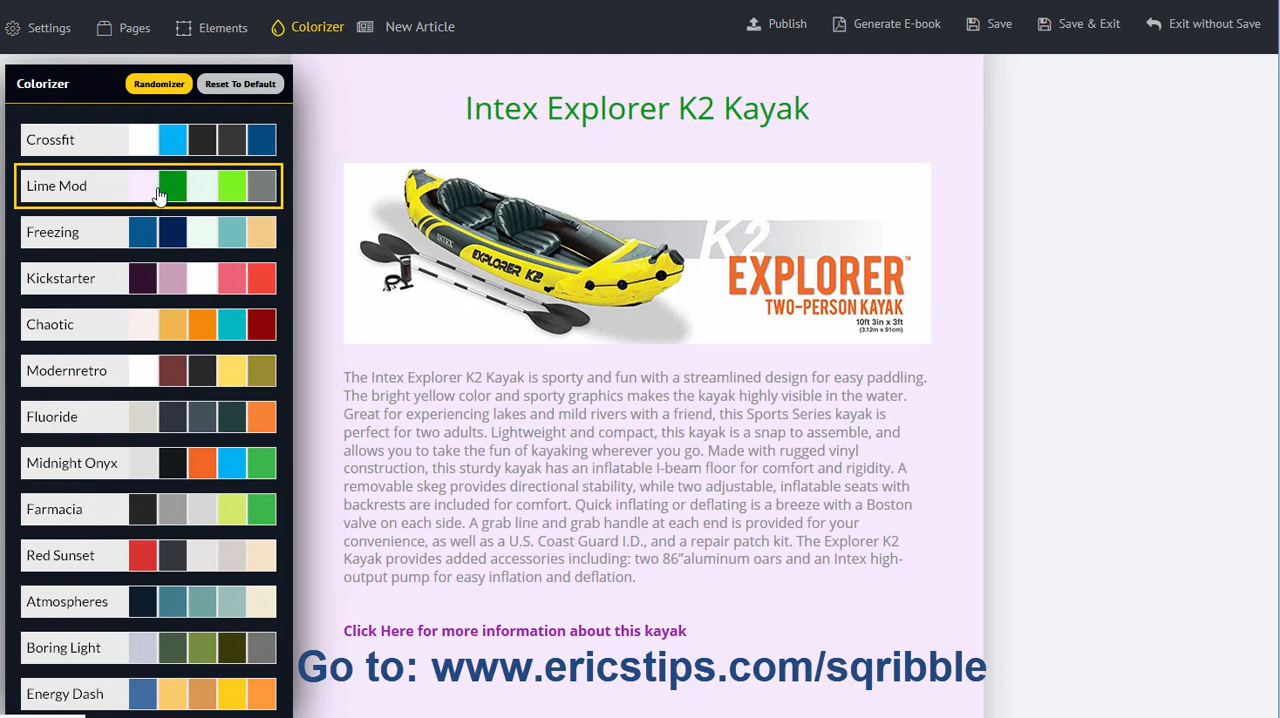 Settings
Pages
Elements
Colorizer
New Article
Publish
Generate E-book
Save
Save & Exit
Exit without Save
Colorizer
Randomizer
Reset To Default
Crossfit
Lime Mod
Freezing
Kickstarter
Chaotic
Modernretro
Fluoride
Midnight Onyx
Farmacia
Red Sunset
Atmospheres
Boring Light
Energy Dash
Intex Explorer K2 Kayak
INTEX
EXPLORER K2
K2
EXPLORER™
TWO-PERSON KAYAK
10ft 3in x 3ft
(3.12m x 91cm)
The Intex Explorer K2 Kayak is sporty and fun with a streamlined design for easy paddling.
The bright yellow color and sporty graphics makes the kayak highly visible in the water.
Great for experiencing lakes and mild rivers with a friend, this Sports Series kayak is
perfect for two adults. Lightweight and compact, this kayak is a snap to assemble, and
allows you to take the fun of kayaking wherever you go. Made with rugged vinyl
construction, this sturdy kayak has an inflatable I-beam floor for comfort and rigidity. A
removable skeg provides directional stability, while two adjustable, inflatable seats with
backrests are included for comfort. Quick inflating or deflating is a breeze with a Boston
valve on each side. A grab line and grab handle at each end is provided for your
convenience, as well as a U.S. Coast Guard I.D., and a repair patch kit. The Explorer K2
Kayak provides added accessories including: two 86”aluminum oars and an Intex high-
output pump for easy inflation and deflation.
Click Here for more information about this kayak
Go to: www.ericstips.com/sqribble